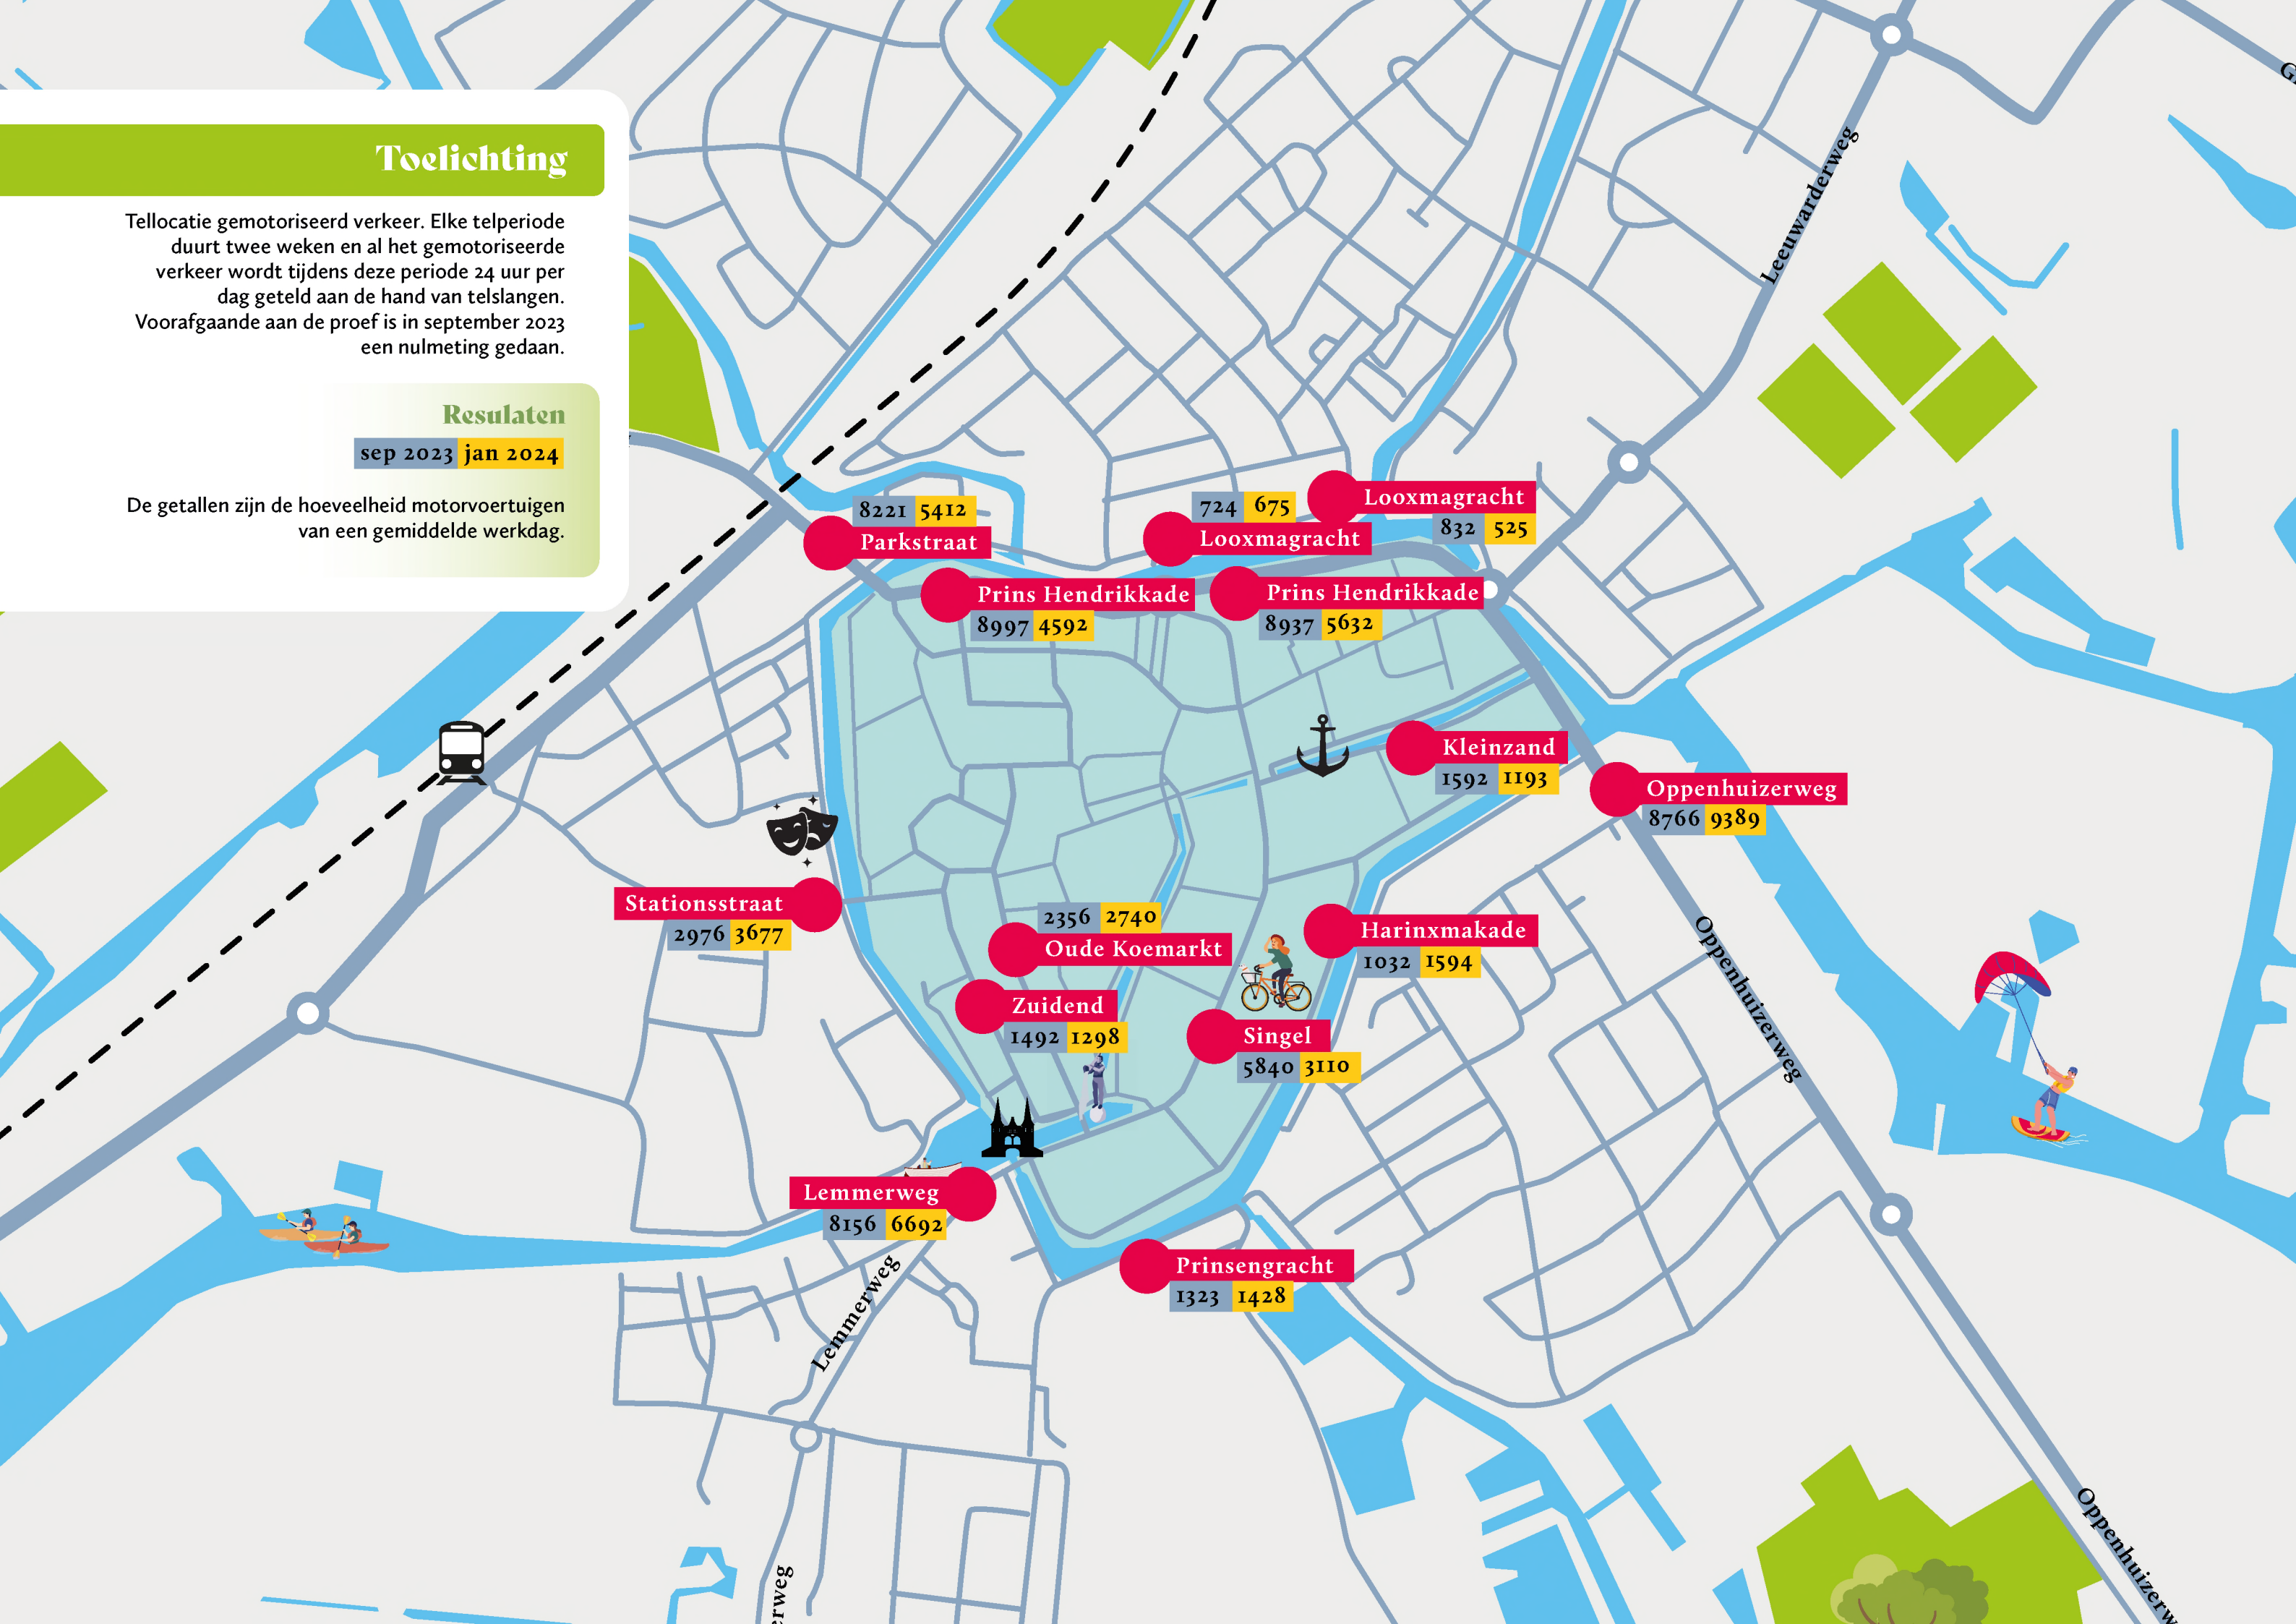 Toelichting
Tellocatie gemotoriseerd verkeer. Elke telperiode
duurt twee weken en al het gemotoriseerde
verkeer wordt tijdens deze periode 24 uur per
dag geteld aan de hand van telslangen.
Voorafgaande aan de proef is in september 2023
een nulmeting gedaan.
Resulaten
sep 2023 jan 2024
De getallen zijn de hoeveelheid motorvoertuigen
van een gemiddelde werkdag.
Leeuwarderweg
8221 5412
Parkstraat
724 675
Looxmagracht
Looxmagracht
832 525
Prins Hendrikkade
8997 4592
Prins Hendrikkade
8937 5632
Kleinzand
1592 1193
Oppenhuizerweg
8766 9389
Stationsstraat
2976 3677
2356 2740
Oude Koemarkt
Harinxmakade
1032 1594
Zuidend
1492 1298
Singel
5840 3110
Oppenhuizerweg
Lemmerweg
8156 6692
Prinsengracht
1323 1428
Lemmerweg
erweg
Oppenhuizerw